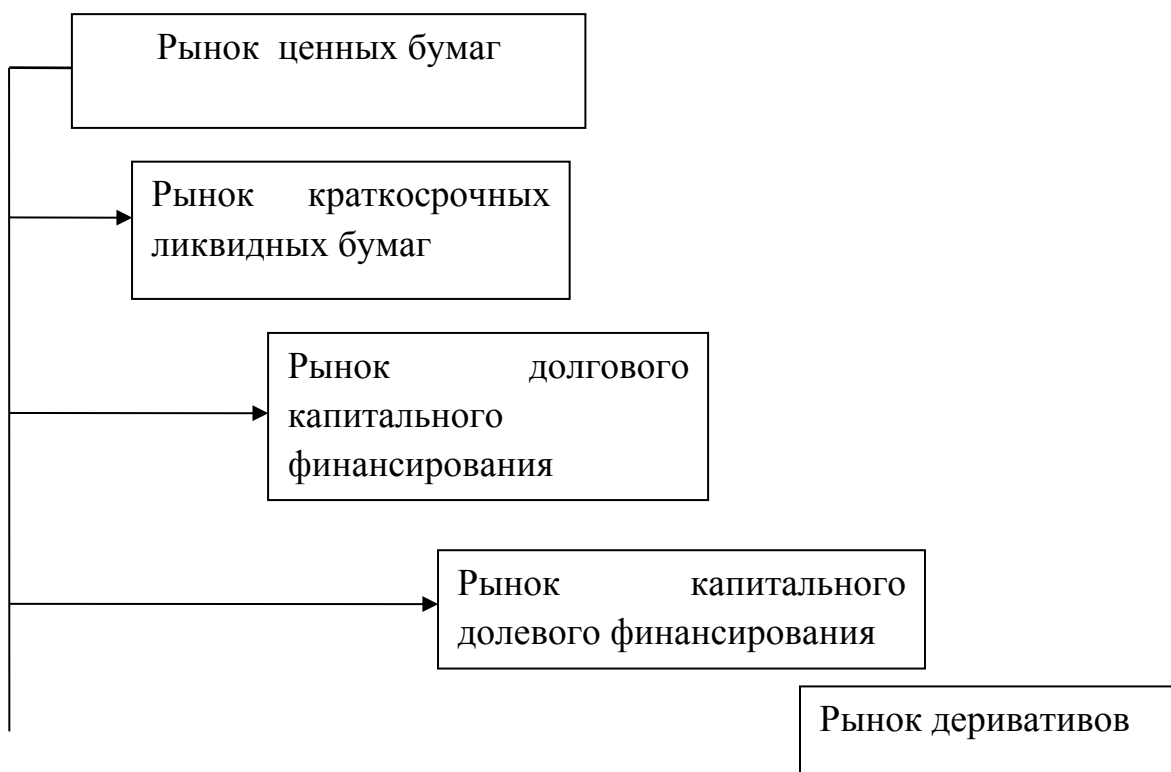 Рынок ценных бумаг
Рынок краткосрочных
ликвидных бумаг
Рынок долгового
капитального
финансирования
Рынок капитального
долевого финансирования
Рынок деривативов